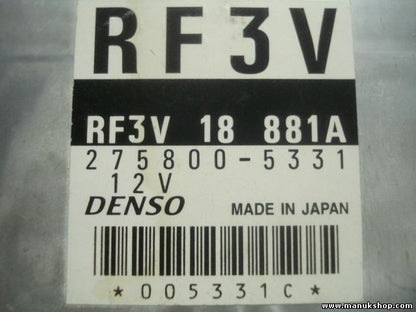 RF3V
RF3V 18 881A
275800-5331
12V
DENSO MADE IN JAPAN
*005331C*
www.manukshop.com